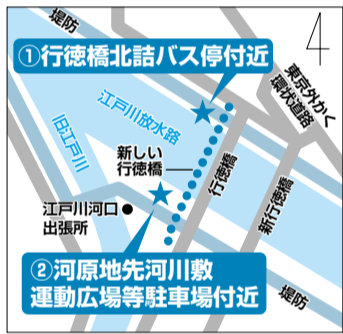 堤防
①行徳橋北詰バス停付近
東京外かく
環状道路
江戸川放水路
旧江戸川
新しい
行徳橋
行徳橋
新行徳橋
江戸川河口
出張所
②河原地先河川敷
運動広場等駐車場付近
堤防